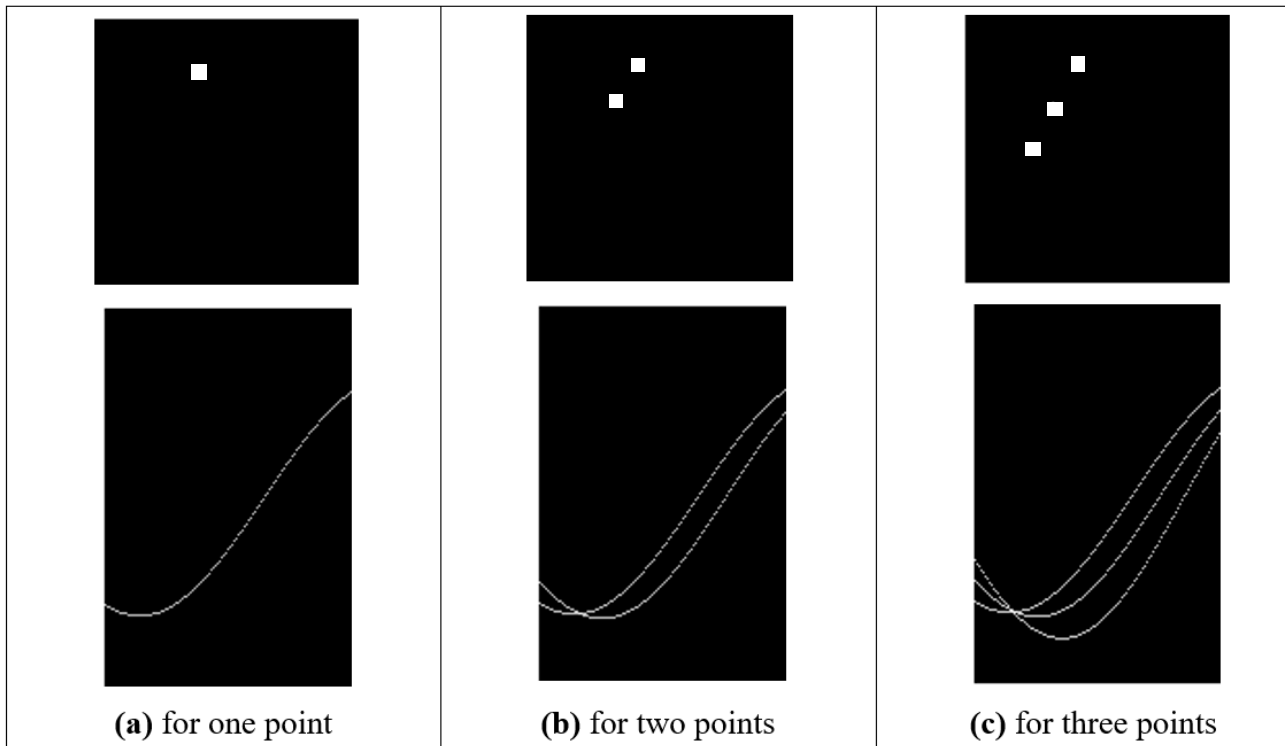 (a) for one point
(b) for two points
(c) for three points